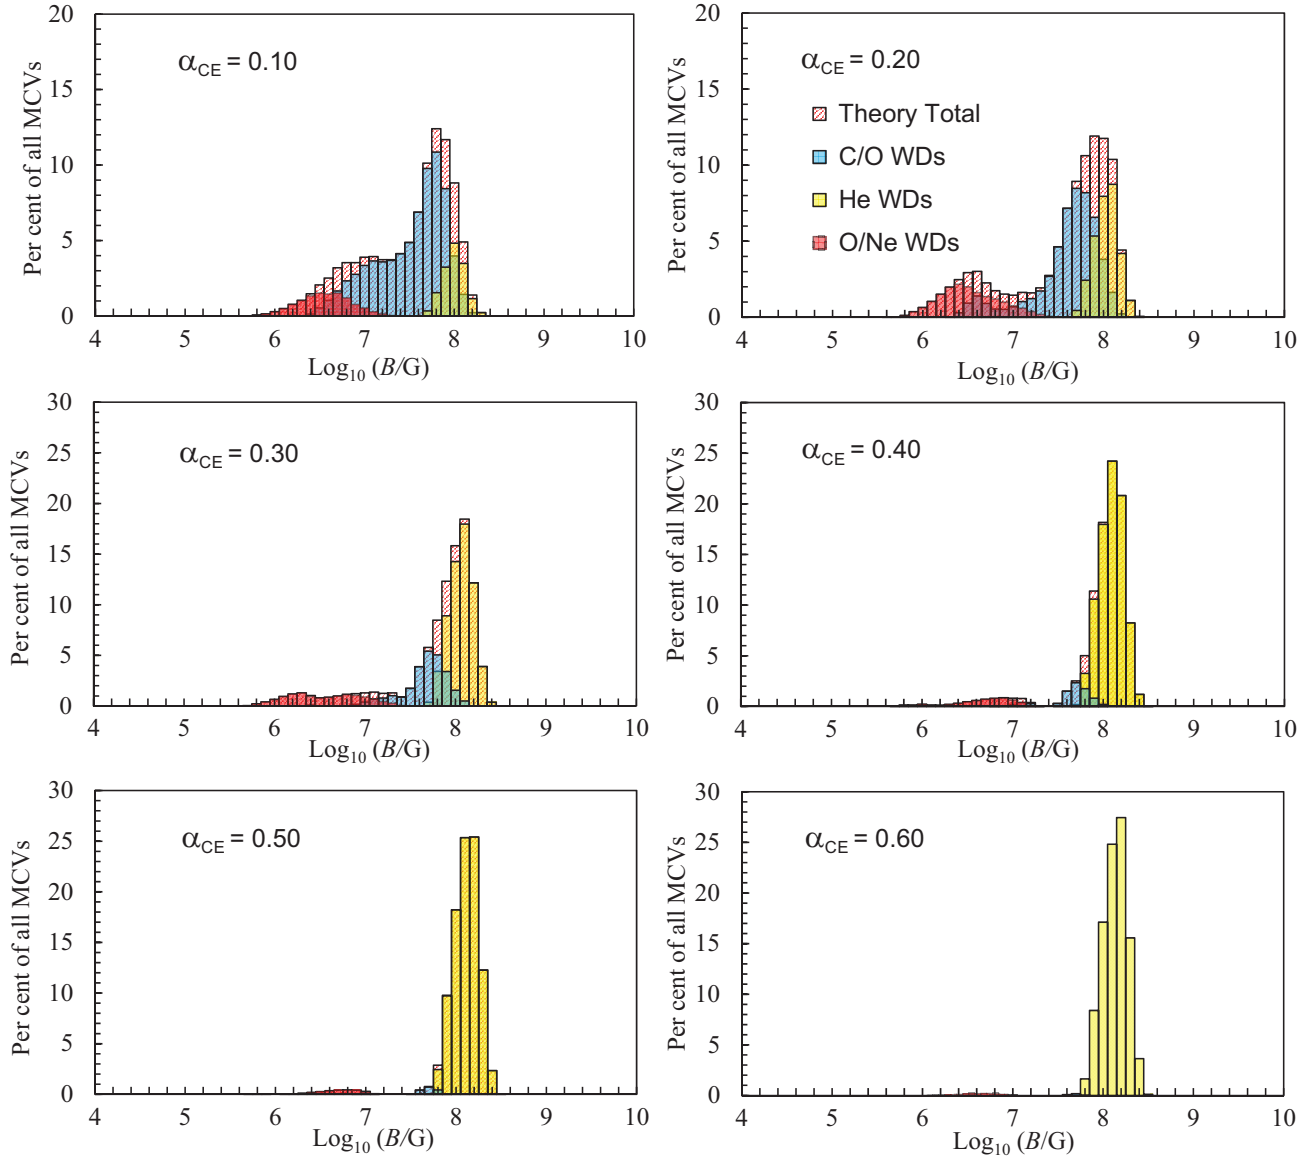 α_CE = 0.10
Per cent of all MCVs
20
15
10
5
0
4 5 6 7 8 9 10
Log₁₀ (B/G)
α_CE = 0.20
Theory Total
C/O WDs
He WDs
O/Ne WDs
Per cent of all MCVs
20
15
10
5
0
4 5 6 7 8 9 10
Log₁₀ (B/G)
α_CE = 0.30
Per cent of all MCVs
30
25
20
15
10
5
0
4 5 6 7 8 9 10
Log₁₀ (B/G)
α_CE = 0.40
Per cent of all MCVs
30
25
20
15
10
5
0
4 5 6 7 8 9 10
Log₁₀ (B/G)
α_CE = 0.50
Per cent of all MCVs
30
25
20
15
10
5
0
4 5 6 7 8 9 10
Log₁₀ (B/G)
α_CE = 0.60
Per cent of all MCVs
30
25
20
15
10
5
0
4 5 6 7 8 9 10
Log₁₀ (B/G)